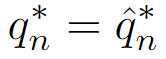 $q_n^* = \hat{q}_n^*$